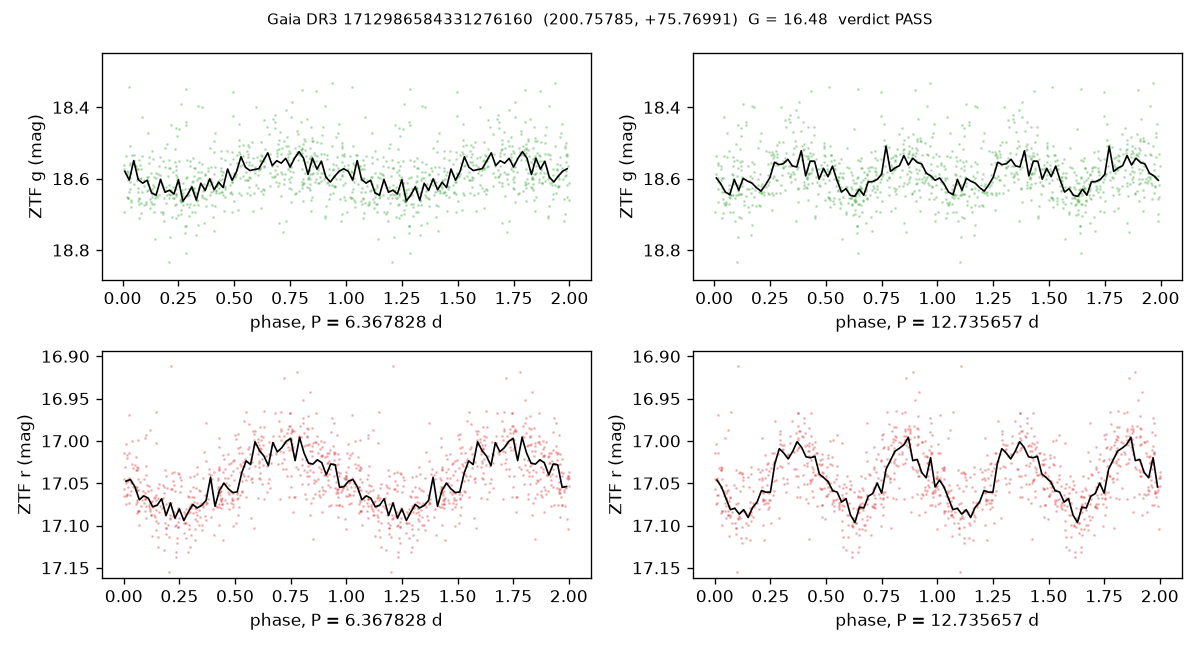 Gaia DR3 1712986584331276160 (200.75785, +75.76991) G = 16.48 verdict PASS
ZTF g (mag)
18.4
18.6
18.8
0.00 0.25 0.50 0.75 1.00 1.25 1.50 1.75 2.00
phase, P = 6.367828 d
ZTF g (mag)
18.4
18.6
18.8
0.00 0.25 0.50 0.75 1.00 1.25 1.50 1.75 2.00
phase, P = 12.735657 d
ZTF r (mag)
16.90
16.95
17.00
17.05
17.10
17.15
0.00 0.25 0.50 0.75 1.00 1.25 1.50 1.75 2.00
phase, P = 6.367828 d
ZTF r (mag)
16.90
16.95
17.00
17.05
17.10
17.15
0.00 0.25 0.50 0.75 1.00 1.25 1.50 1.75 2.00
phase, P = 12.735657 d